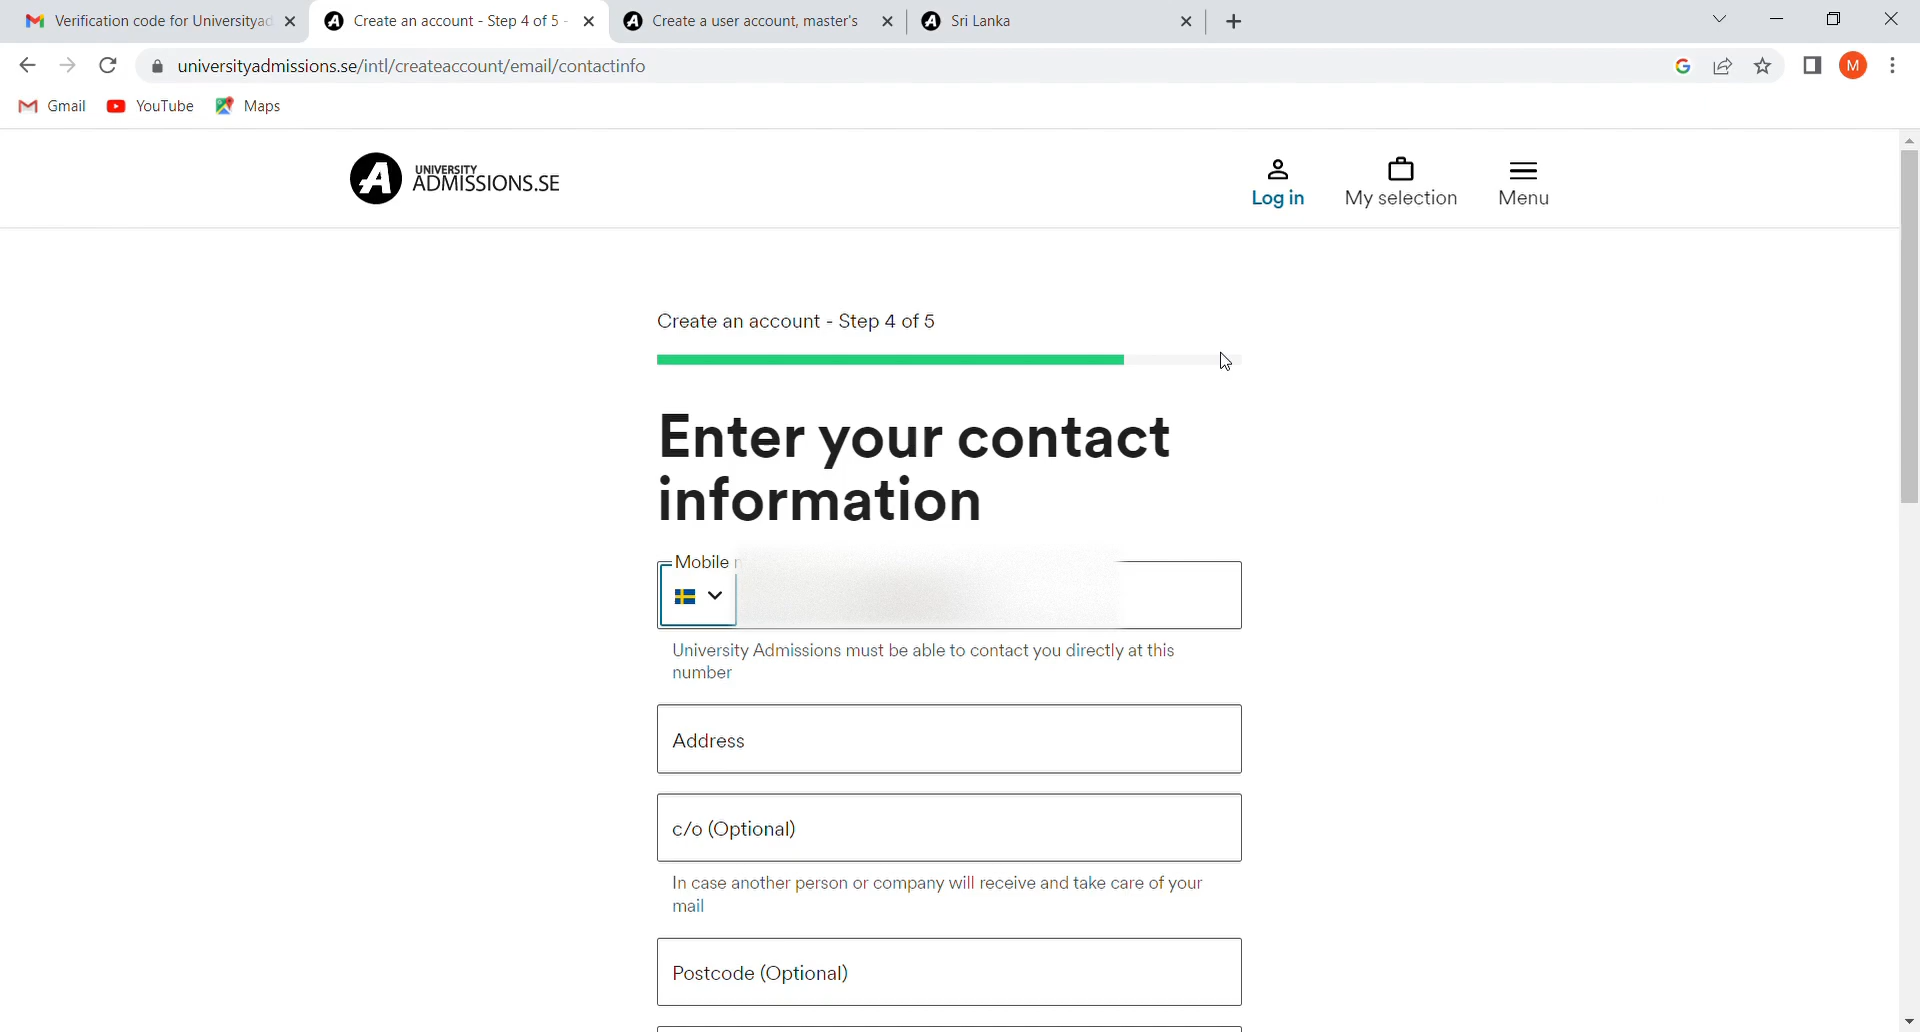 Verification code for Universityad
Create an account - Step 4 of 5 -
Create a user account, master's
Sri Lanka
universityadmissions.se/intl/createaccount/email/contactinfo
M
Gmail
YouTube
Maps
A
UNIVERSITY
ADMISSIONS.SE
Log in
My selection
Menu
Create an account - Step 4 of 5
Enter your contact
information
Mobile
University Admissions must be able to contact you directly at this
number
Address
c/o (Optional)
In case another person or company will receive and take care of your
mail
Postcode (Optional)